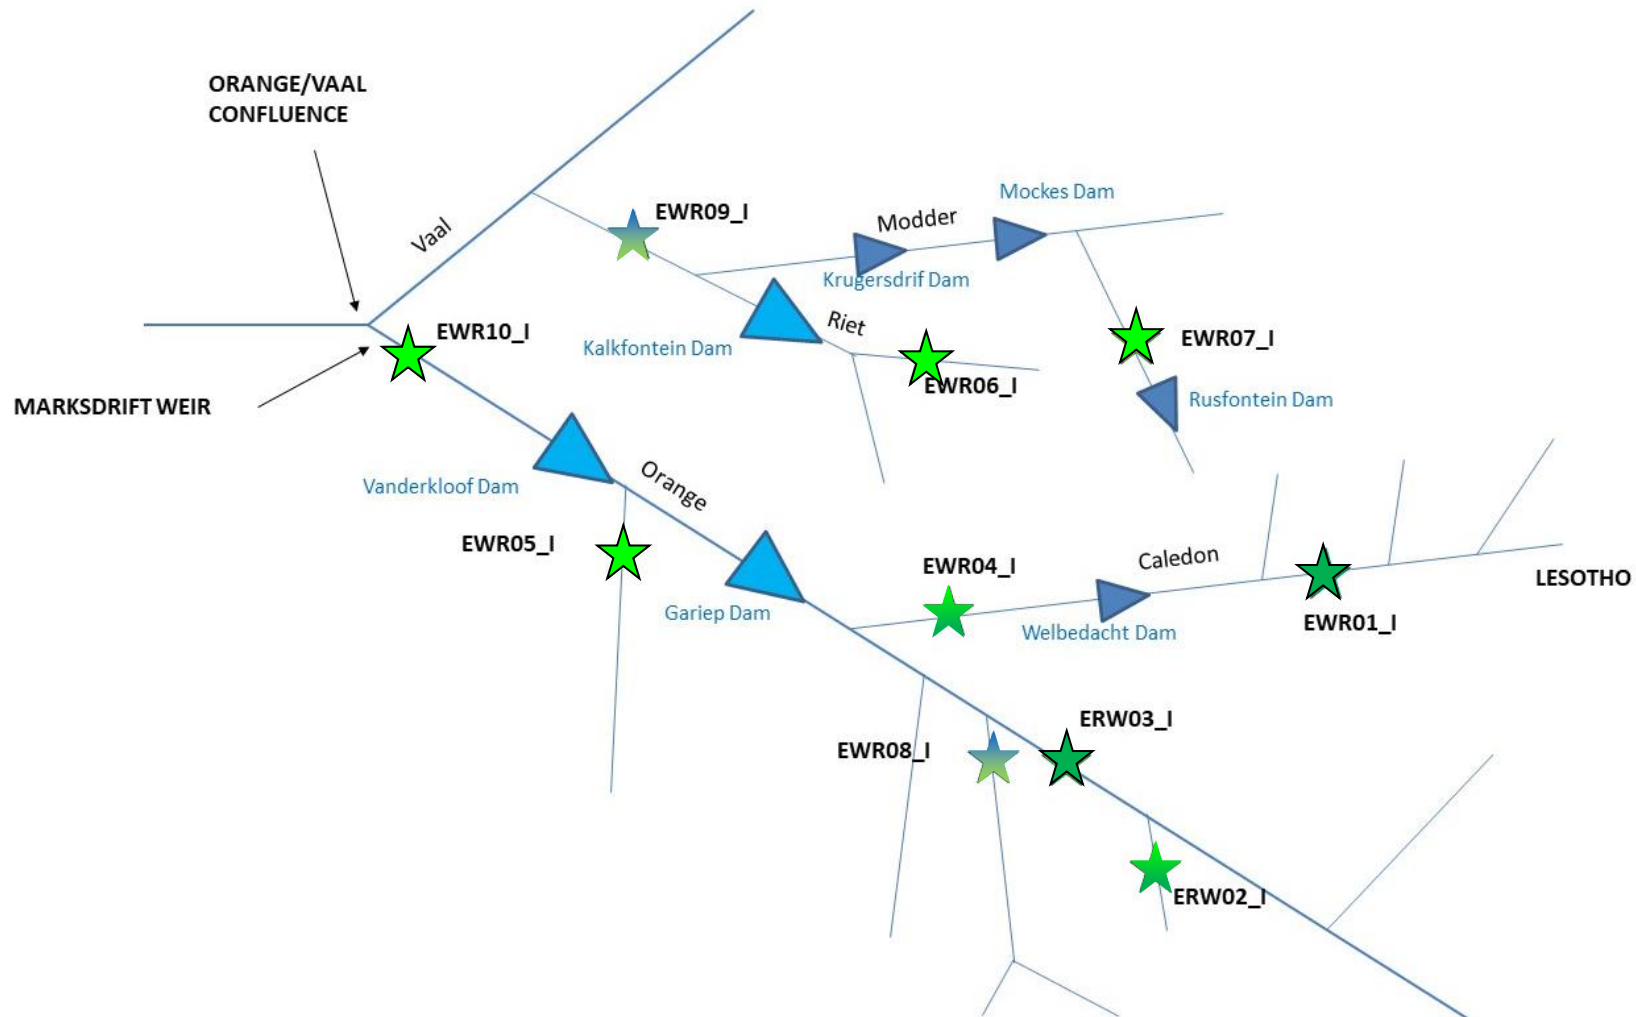 ORANGE/VAAL
CONFLUENCE
Mockes Dam
EWR09_I
Modder
Vaal
Krugersdrif Dam
EWR10_I
Riet
EWR07_I
Kalkfontein Dam
EWR06_I
MARKSDRIFT WEIR
Rusfontein Dam
Vanderkloof Dam
Orange
EWR05_I
EWR04_I
Caledon
LESOTHO
Gariep Dam
Welbedacht Dam
EWR01_I
ERW03_I
EWR08_I
ERW02_I